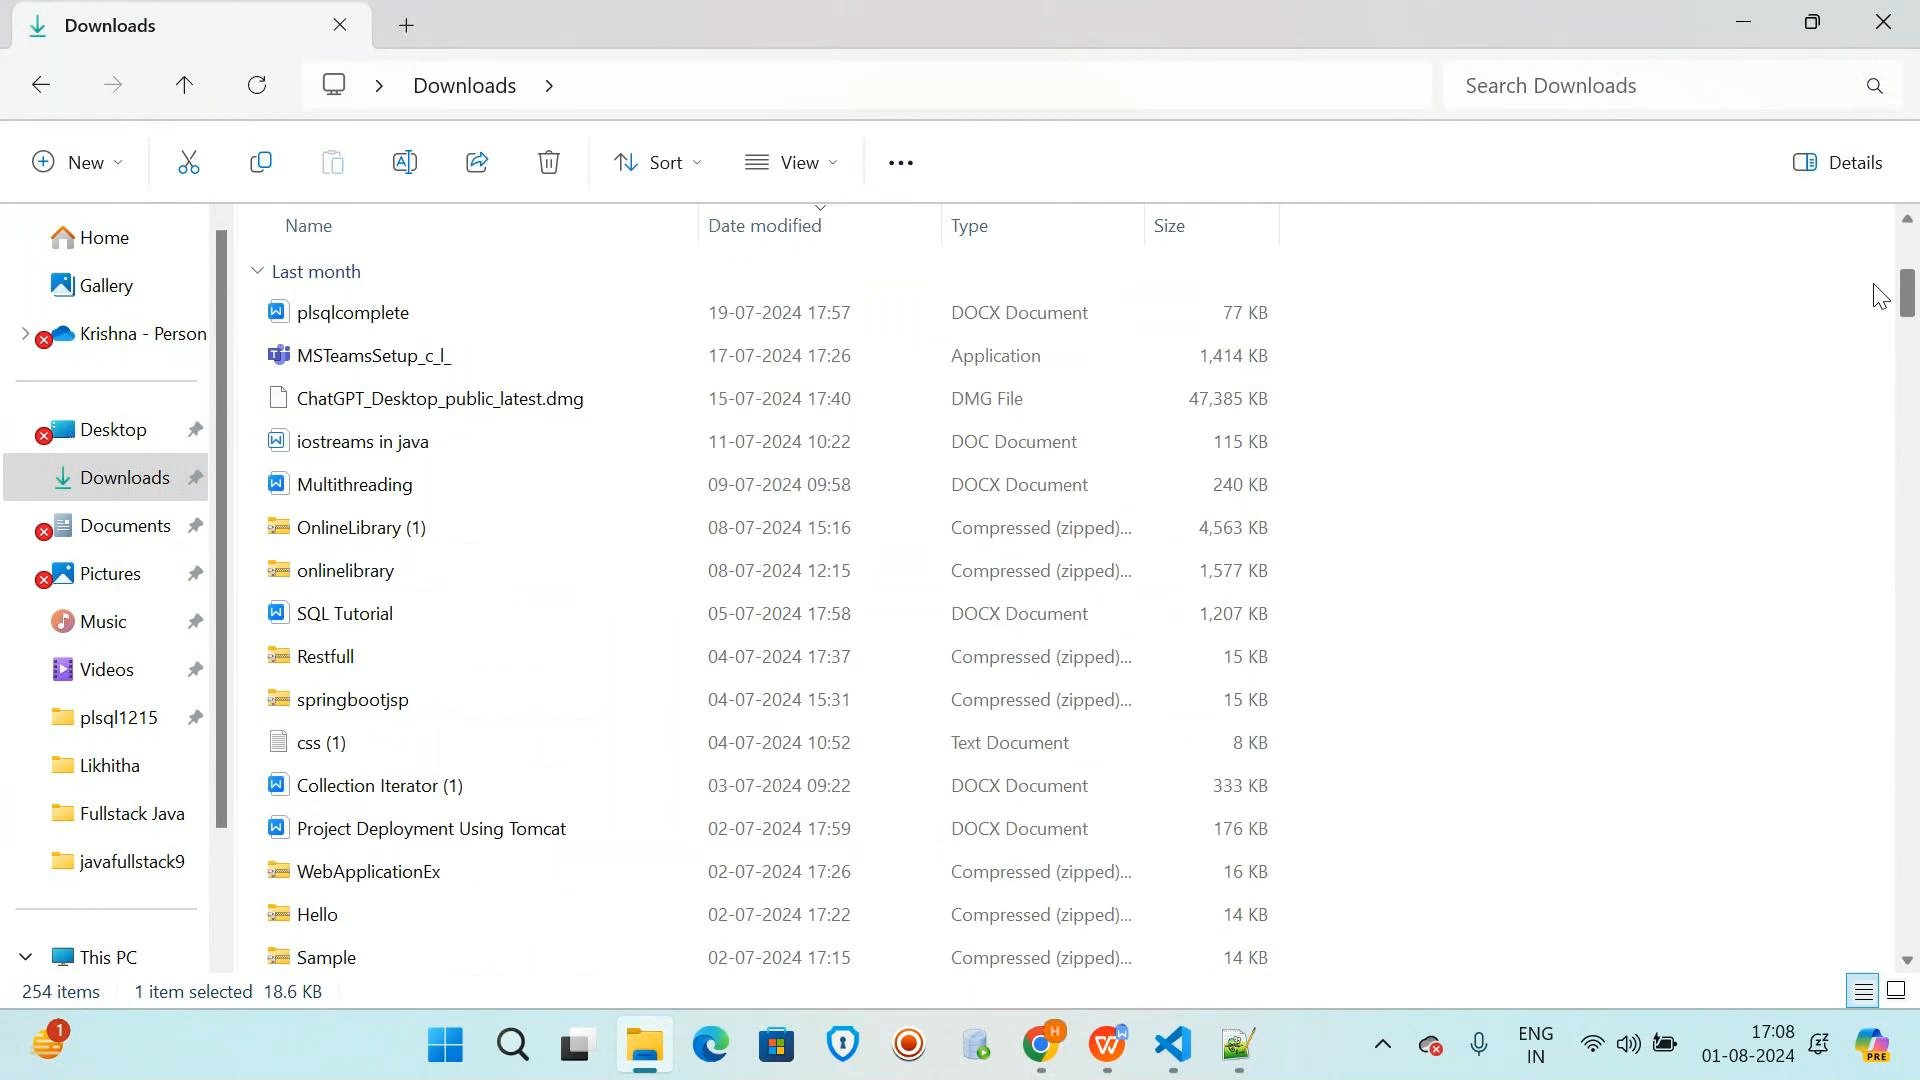 Downloads
Downloads
Search Downloads
New
Sort
View
Details
Name Date modified Type Size
Home
Gallery
Krishna - Person
Desktop
Downloads
Documents
Pictures
Music
Videos
plsql1215
Likhitha
Fullstack Java
javafullstack9
This PC
Last month
plsqlcomplete 19-07-2024 17:57 DOCX Document 77 KB
MSTeamsSetup_c_l_ 17-07-2024 17:26 Application 1,414 KB
ChatGPT_Desktop_public_latest.dmg 15-07-2024 17:40 DMG File 47,385 KB
iostreams in java 11-07-2024 10:22 DOC Document 115 KB
Multithreading 09-07-2024 09:58 DOCX Document 240 KB
OnlineLibrary (1) 08-07-2024 15:16 Compressed (zipped)... 4,563 KB
onlinelibrary 08-07-2024 12:15 Compressed (zipped)... 1,577 KB
SQL Tutorial 05-07-2024 17:58 DOCX Document 1,207 KB
Restfull 04-07-2024 17:37 Compressed (zipped)... 15 KB
springbootjsp 04-07-2024 15:31 Compressed (zipped)... 15 KB
css (1) 04-07-2024 10:52 Text Document 8 KB
Collection Iterator (1) 03-07-2024 09:22 DOCX Document 333 KB
Project Deployment Using Tomcat 02-07-2024 17:59 DOCX Document 176 KB
WebApplicationEx 02-07-2024 17:26 Compressed (zipped)... 16 KB
Hello 02-07-2024 17:22 Compressed (zipped)... 14 KB
Sample 02-07-2024 17:15 Compressed (zipped)... 14 KB
254 items 1 item selected 18.6 KB
1
H
W
ENG
IN
17:08
01-08-2024
PRE